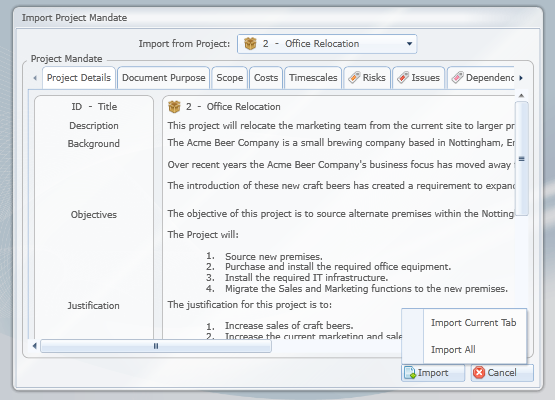 Import Project Mandate
Import from Project: 2 - Office Relocation
Project Mandate
Project Details Document Purpose Scope Costs Timescales Risks Issues Dependenc
ID - Title 2 - Office Relocation
Description This project will relocate the marketing team from the current site to larger pr
Background The Acme Beer Company is a small brewing company based in Nottingham, En
Over recent years the Acme Beer Company's business focus has moved away
The introduction of these new craft beers has created a requirement to expand
Objectives The objective of this project is to source alternate premises within the Notting
The Project will:
1. Source new premises.
2. Purchase and install the required office equipment.
3. Install the required IT infrastructure.
4. Migrate the Sales and Marketing functions to the new premises.
Justification The justification for this project is to:
1. Increase sales of craft beers.
2. Increase the current marketing and sale
Import Current Tab
Import All
Import Cancel